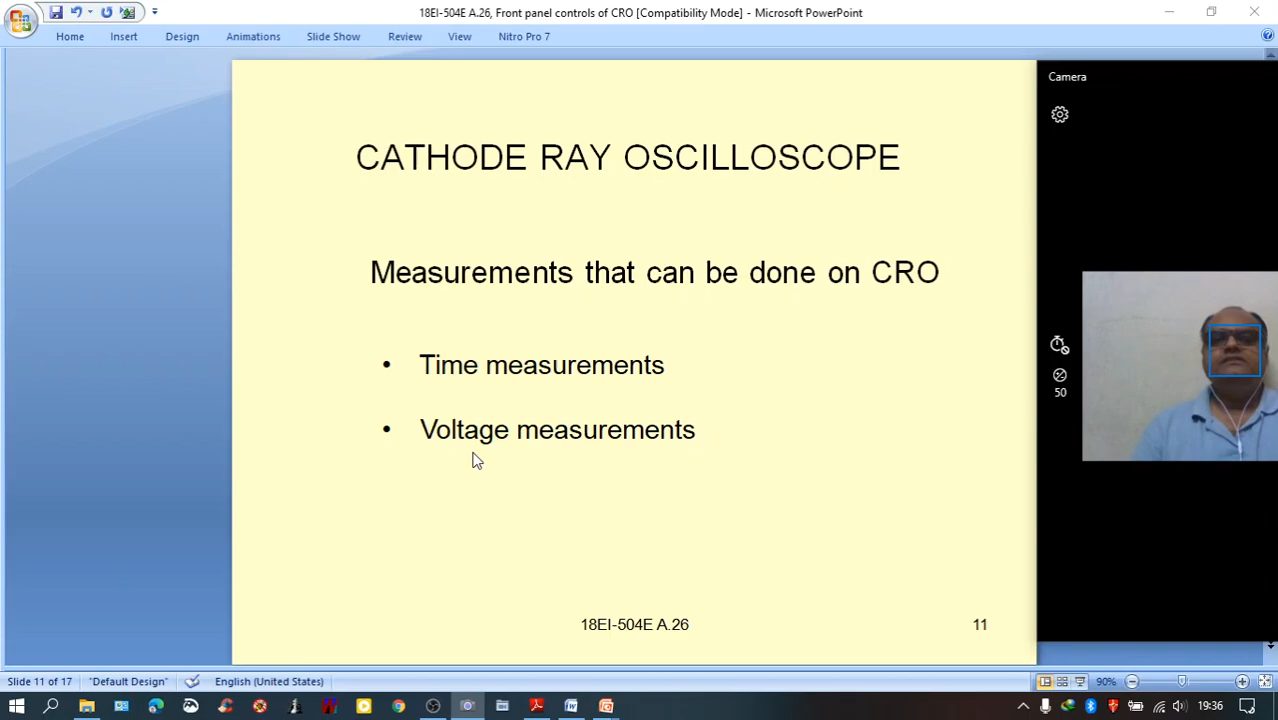 18EI-504E A.26, Front panel controls of CRO [Compatibility Mode] - Microsoft PowerPoint
Home Insert Design Animations Slide Show Review View Nitro Pro 7
Camera
CATHODE RAY OSCILLOSCOPE
Measurements that can be done on CRO
• Time measurements
• Voltage measurements
50
18EI-504E A.26 11
Slide 11 of 17 "Default Design" English (United States) 90%
19:36